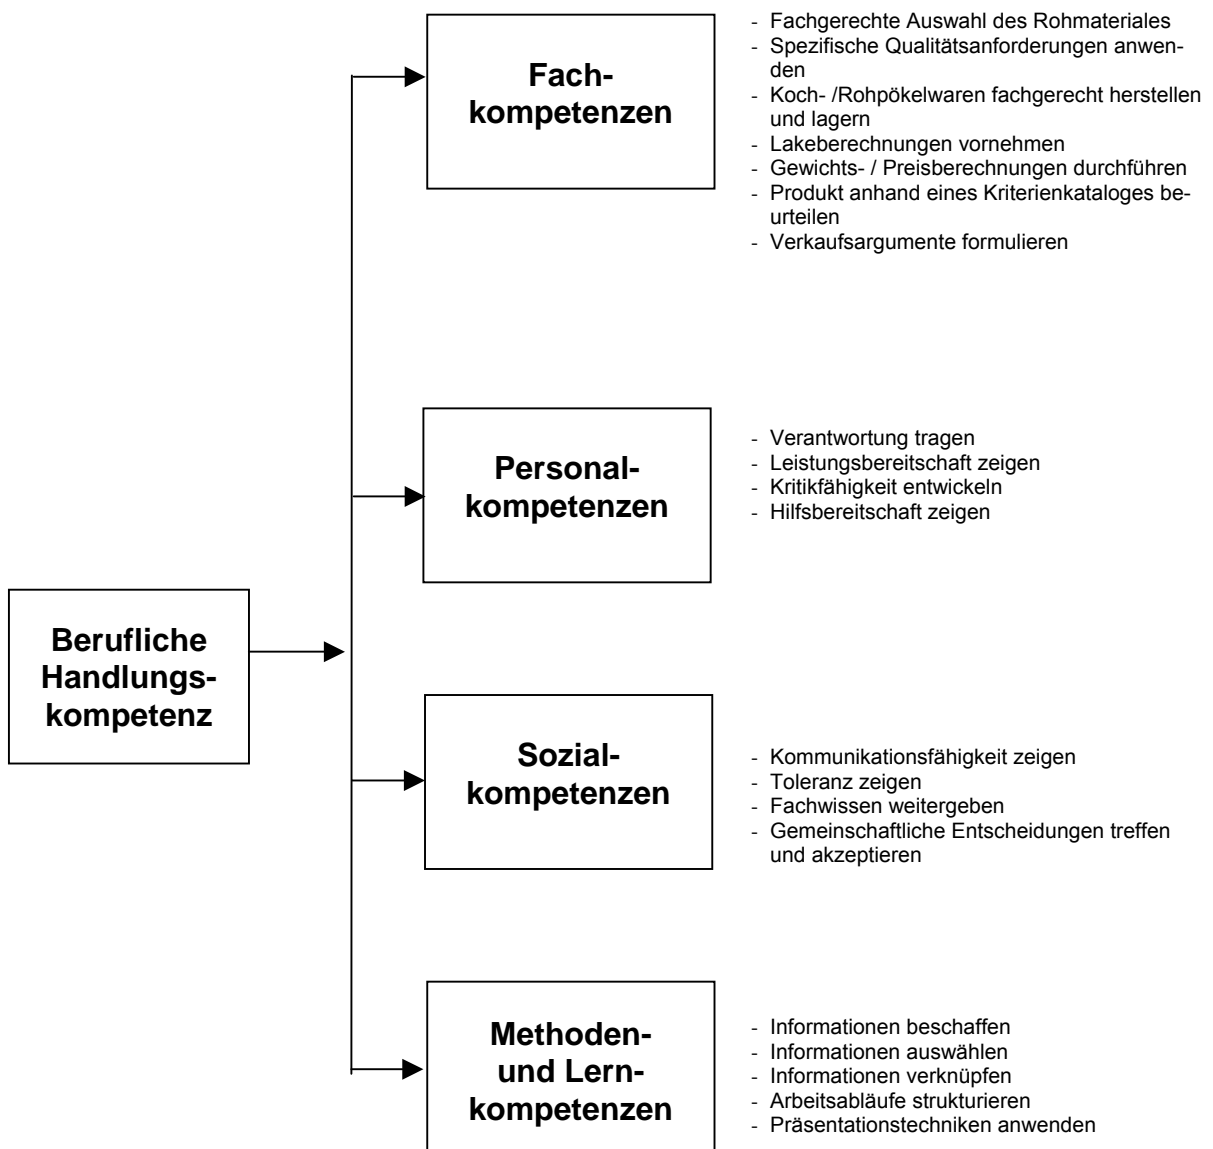 Fach-
kompetenzen
- Fachgerechte Auswahl des Rohmateriales
- Spezifische Qualitätsanforderungen anwen-
den
- Koch- /Rohpökelwaren fachgerecht herstellen
und lagern
- Lakeberechnungen vornehmen
- Gewichts- / Preisberechnungen durchführen
- Produkt anhand eines Kriterienkataloges be-
urteilen
- Verkaufsargumente formulieren
Personal-
kompetenzen
- Verantwortung tragen
- Leistungsbereitschaft zeigen
- Kritikfähigkeit entwickeln
- Hilfsbereitschaft zeigen
Berufliche
Handlungs-
kompetenz
Sozial-
kompetenzen
- Kommunikationsfähigkeit zeigen
- Toleranz zeigen
- Fachwissen weitergeben
- Gemeinschaftliche Entscheidungen treffen
und akzeptieren
Methoden-
und Lern-
kompetenzen
- Informationen beschaffen
- Informationen auswählen
- Informationen verknüpfen
- Arbeitsabläufe strukturieren
- Präsentationstechniken anwenden